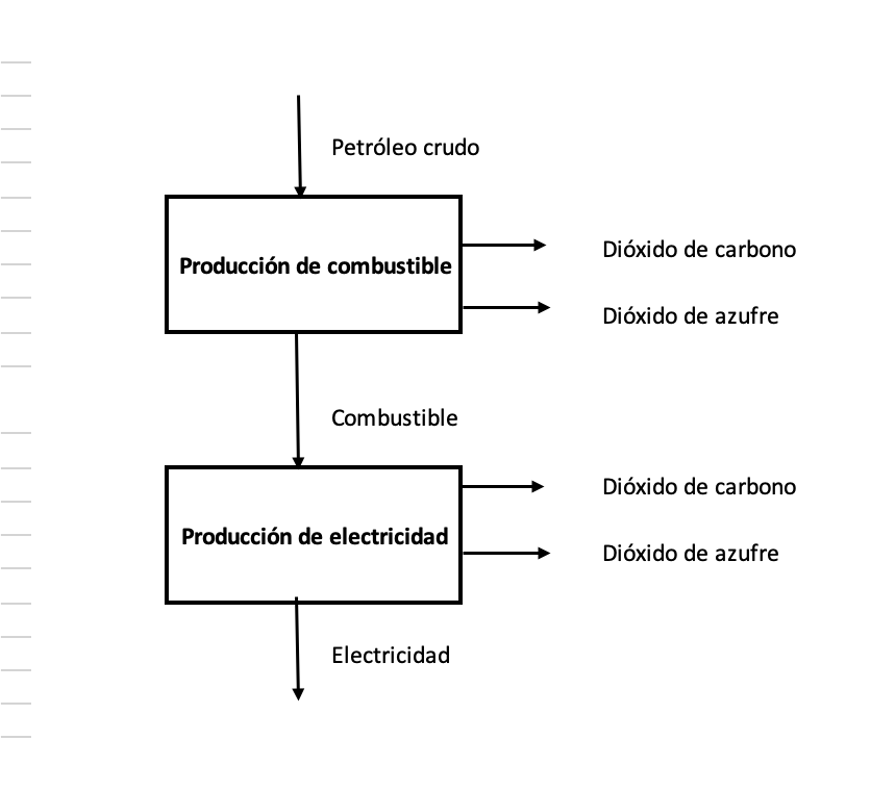 Petróleo crudo
Producción de combustible
Dióxido de carbono
Dióxido de azufre
Combustible
Producción de electricidad
Dióxido de carbono
Dióxido de azufre
Electricidad